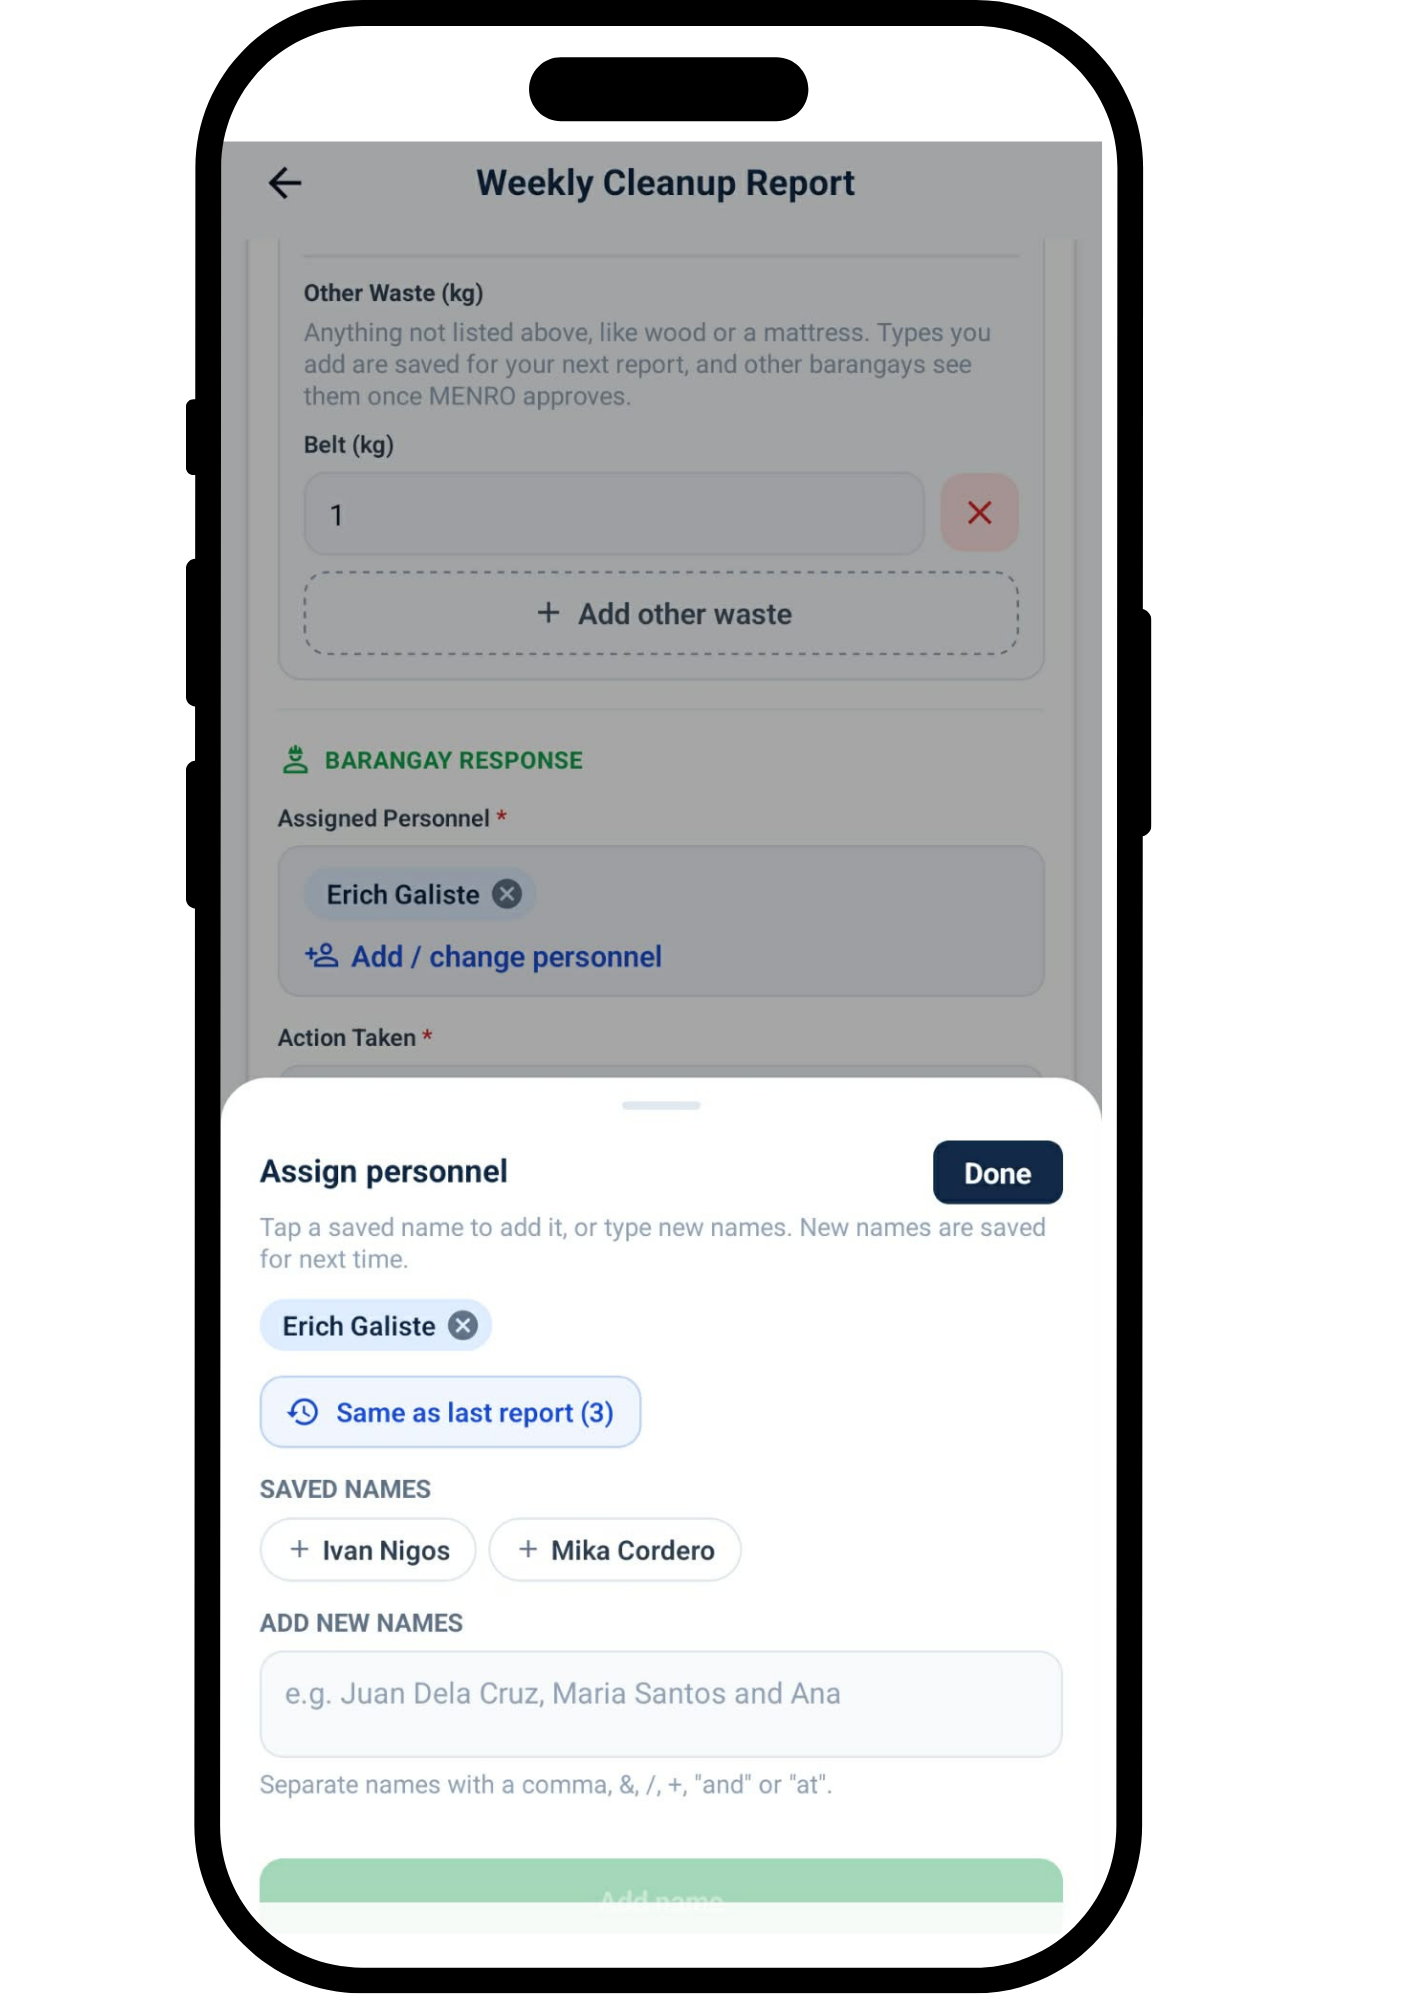 Weekly Cleanup Report
Other Waste (kg)
Anything not listed above, like wood or a mattress. Types you
add are saved for your next report, and other barangays see
them once MENRO approves.
Belt (kg)
1
+ Add other waste
BARANGAY RESPONSE
Assigned Personnel *
Erich Galiste
Add / change personnel
Action Taken *
Assign personnel
Done
Tap a saved name to add it, or type new names. New names are saved
for next time.
Erich Galiste
Same as last report (3)
SAVED NAMES
+ Ivan Nigos
+ Mika Cordero
ADD NEW NAMES
e.g. Juan Dela Cruz, Maria Santos and Ana
Separate names with a comma, &, /, +, "and" or "at".
Add name